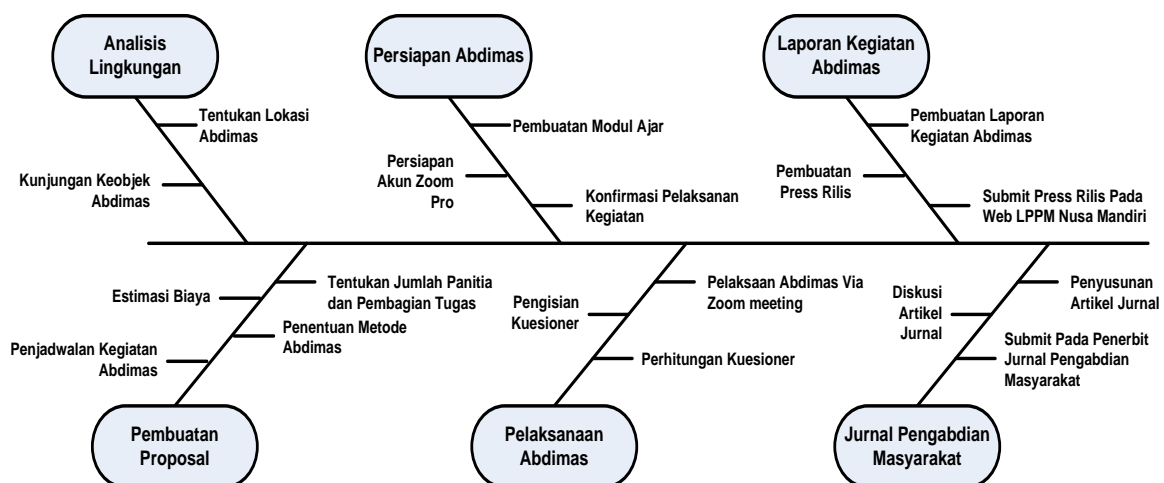 Analisis
Lingkungan
Persiapan Abdimas
Laporan Kegiatan
Abdimas
Tentukan Lokasi
Abdimas
Kunjungan Keobjek
Abdimas
Pembuatan Modul Ajar
Persiapan
Akun Zoom
Pro
Konfirmasi Pelaksanan
Kegiatan
Pembuatan Laporan
Kegiatan Abdimas
Pembuatan
Press Rilis
Submit Press Rilis Pada
Web LPPM Nusa Mandiri
Estimasi Biaya
Tentukan Jumlah Panitia
dan Pembagian Tugas
Penentuan Metode
Abdimas
Penjadwalan Kegiatan
Abdimas
Pengisian
Kuesioner
Pelaksaan Abdimas Via
Zoom meeting
Perhitungan Kuesioner
Diskusi
Artikel
Jurnal
Penyusunan
Artikel Jurnal
Submit Pada Penerbit
Jurnal Pengabdian
Masyarakat
Pembuatan
Proposal
Pelaksanaan
Abdimas
Jurnal Pengabdian
Masyarakat